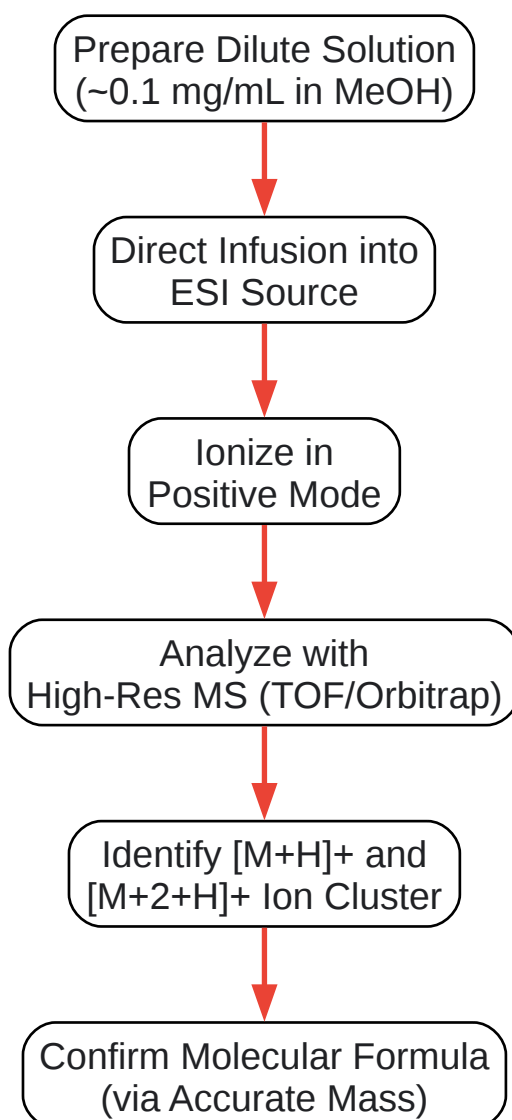 Prepare Dilute Solution
(~0.1 mg/mL in MeOH)
Direct Infusion into
ESI Source
Ionize in
Positive Mode
Analyze with
High-Res MS (TOF/Orbitrap)
Identify [M+H]+ and
[M+2+H]+ Ion Cluster
Confirm Molecular Formula
(via Accurate Mass)